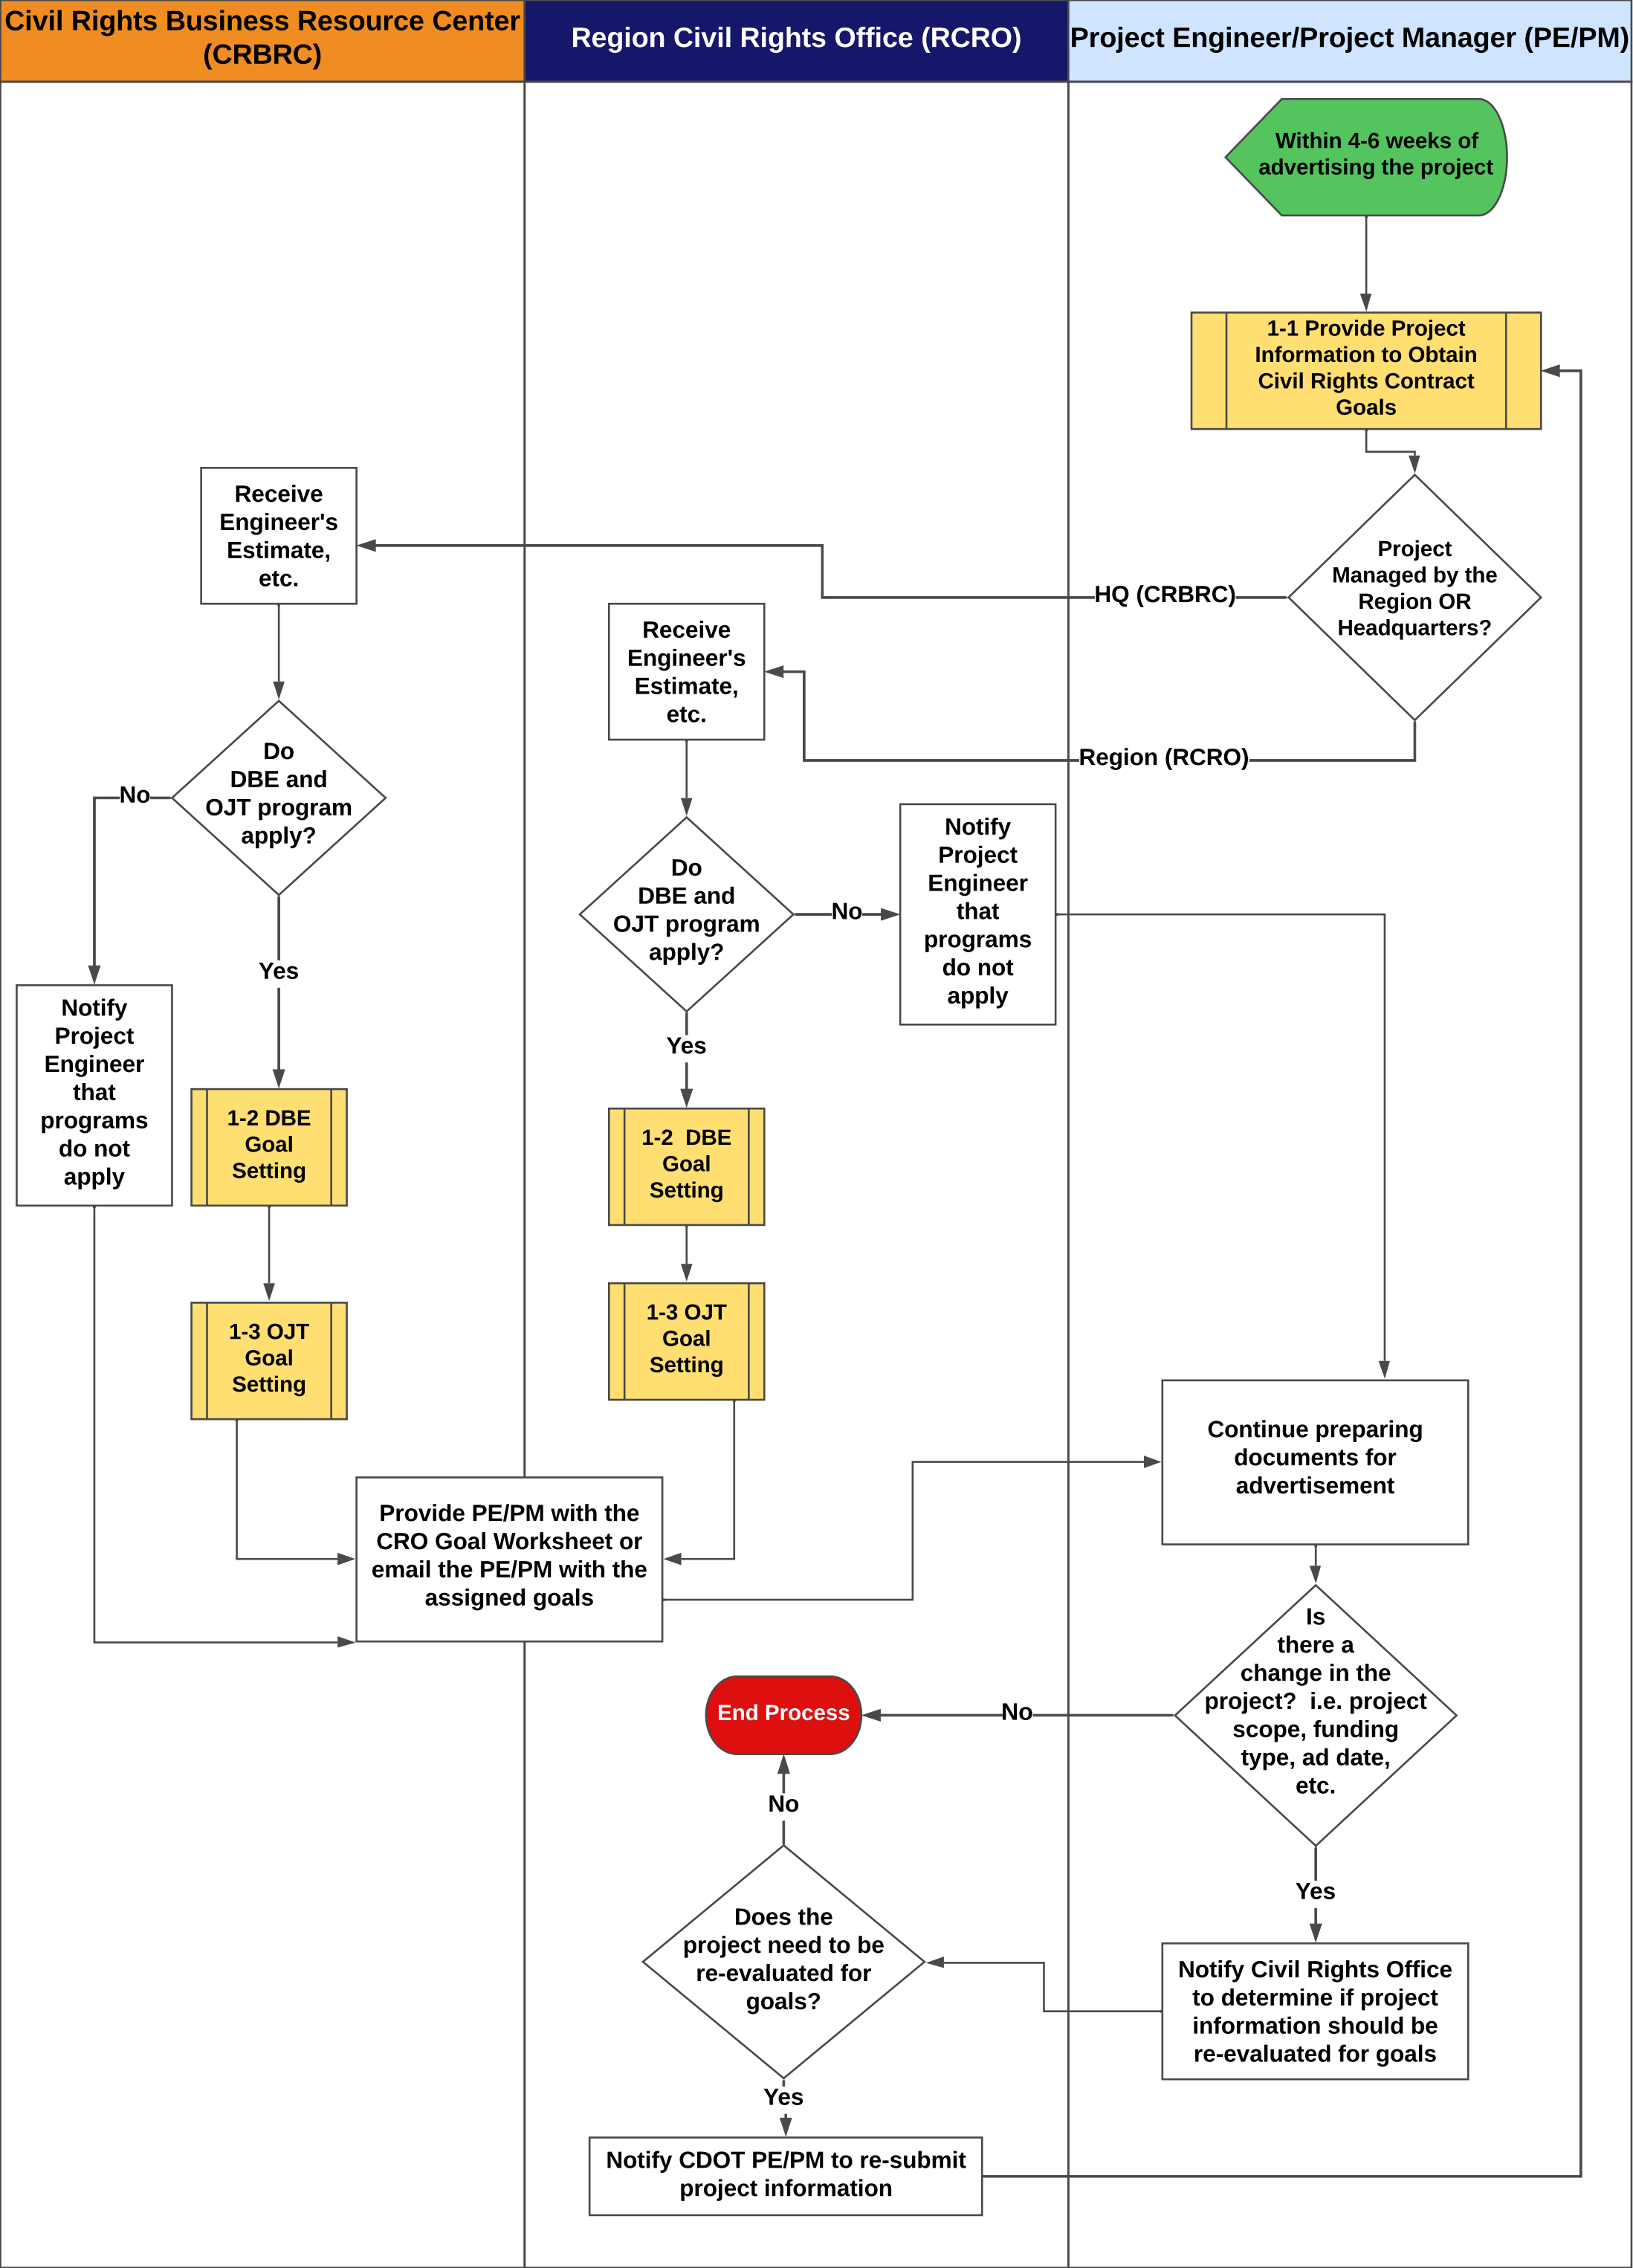 Civil Rights Business Resource Center
(CRBRC)
Region Civil Rights Office (RCRO)
Project Engineer/Project Manager (PE/PM)
Within 4-6 weeks of
advertising the project
1-1 Provide Project
Information to Obtain
Civil Rights Contract
Goals
Project
Managed by the
Region OR
Headquarters?
HQ (CRBRC)
Region (RCRO)
Receive
Engineer's
Estimate,
etc.
Do
DBE and
OJT program
apply?
No
Yes
Notify
Project
Engineer
that
programs
do not
apply
1-2 DBE
Goal
Setting
1-3 OJT
Goal
Setting
Receive
Engineer's
Estimate,
etc.
Do
DBE and
OJT program
apply?
No
Yes
Notify
Project
Engineer
that
programs
do not
apply
1-2  DBE
Goal
Setting
1-3 OJT
Goal
Setting
Provide PE/PM with the
CRO Goal Worksheet or
email the PE/PM with the
assigned goals
Continue preparing
documents for
advertisement
Is
there a
change in the
project?  i.e. project
scope, funding
type, ad date,
etc.
No
Yes
End Process
Notify Civil Rights Office
to determine if project
information should be
re-evaluated for goals
Does the
project need to be
re-evaluated for
goals?
No
Yes
Notify CDOT PE/PM to re-submit
project information